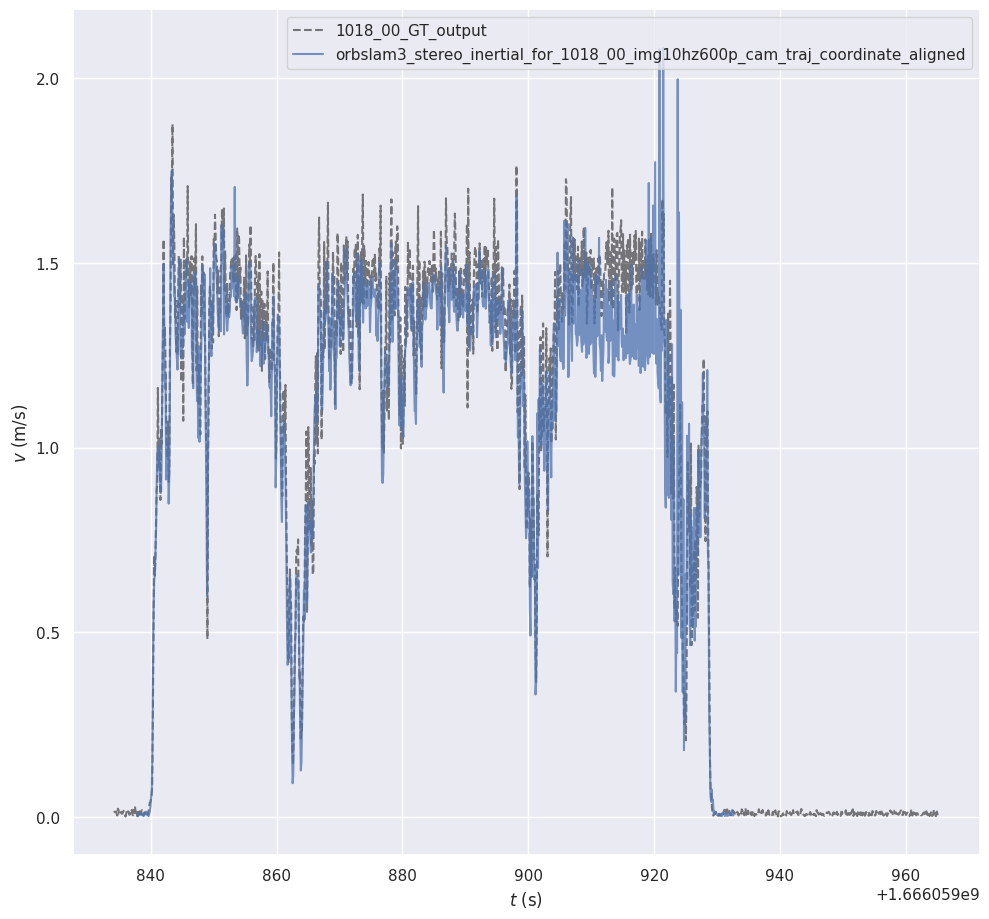 1018_00_GT_output
orbslam3_stereo_inertial_for_1018_00_img10hz600p_cam_traj_coordinate_aligned
2.0
1.5
1.0
0.5
0.0
v (m/s)
840
860
880
900
920
940
960
t (s)
+1.666059e9